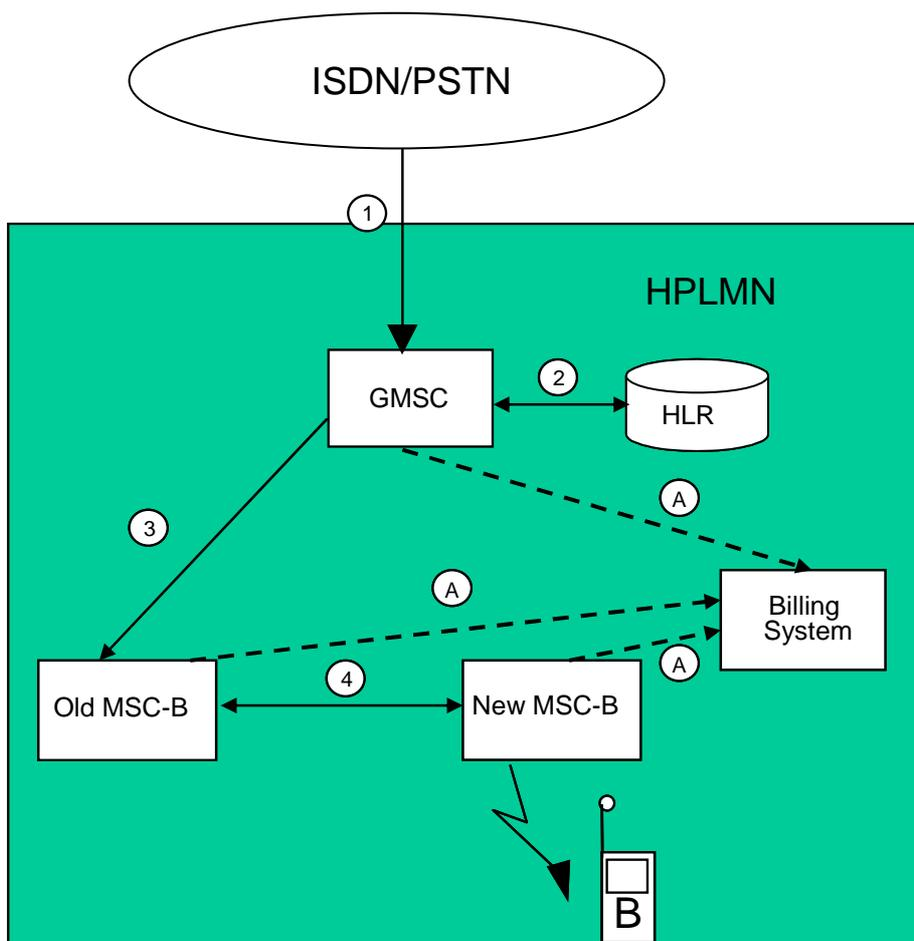 ISDN/PSTN
1
HPLMN
GMSC
2
HLR
A
3
A
Billing
System
A
4
Old MSC-B
New MSC-B
B